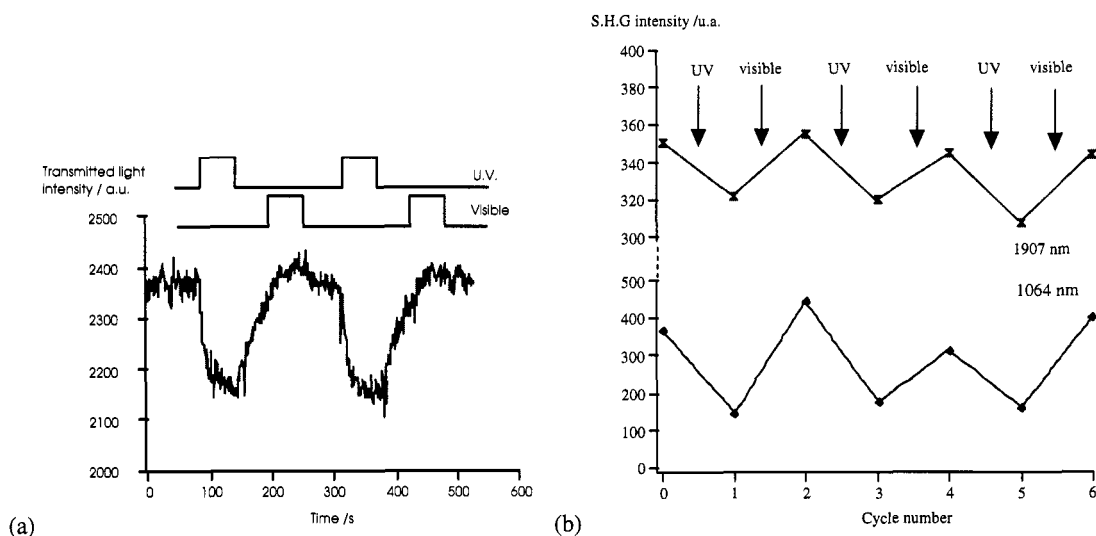 Transmitted light
intensity / a.u.
U.V.
Visible
2500
2400
2300
2200
2100
2000
0 100 200 300 400 500 600
Time /s
(a)
S.H.G intensity /u.a.
400
380
360
340
320
300
UV visible UV visible UV visible
1907 nm
1064 nm
500
400
300
200
100
0
0 1 2 3 4 5 6
Cycle number
(b)